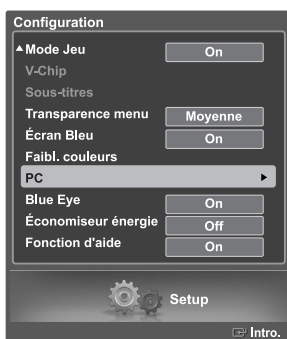 Configuration
Mode Jeu On
V-Chip
Sous-titres
Transparence menu Moyenne
Écran Bleu On
Faibl. couleurs
PC
Blue Eye On
Économiseur énergie Off
Fonction d'aide On
Setup
Intro.